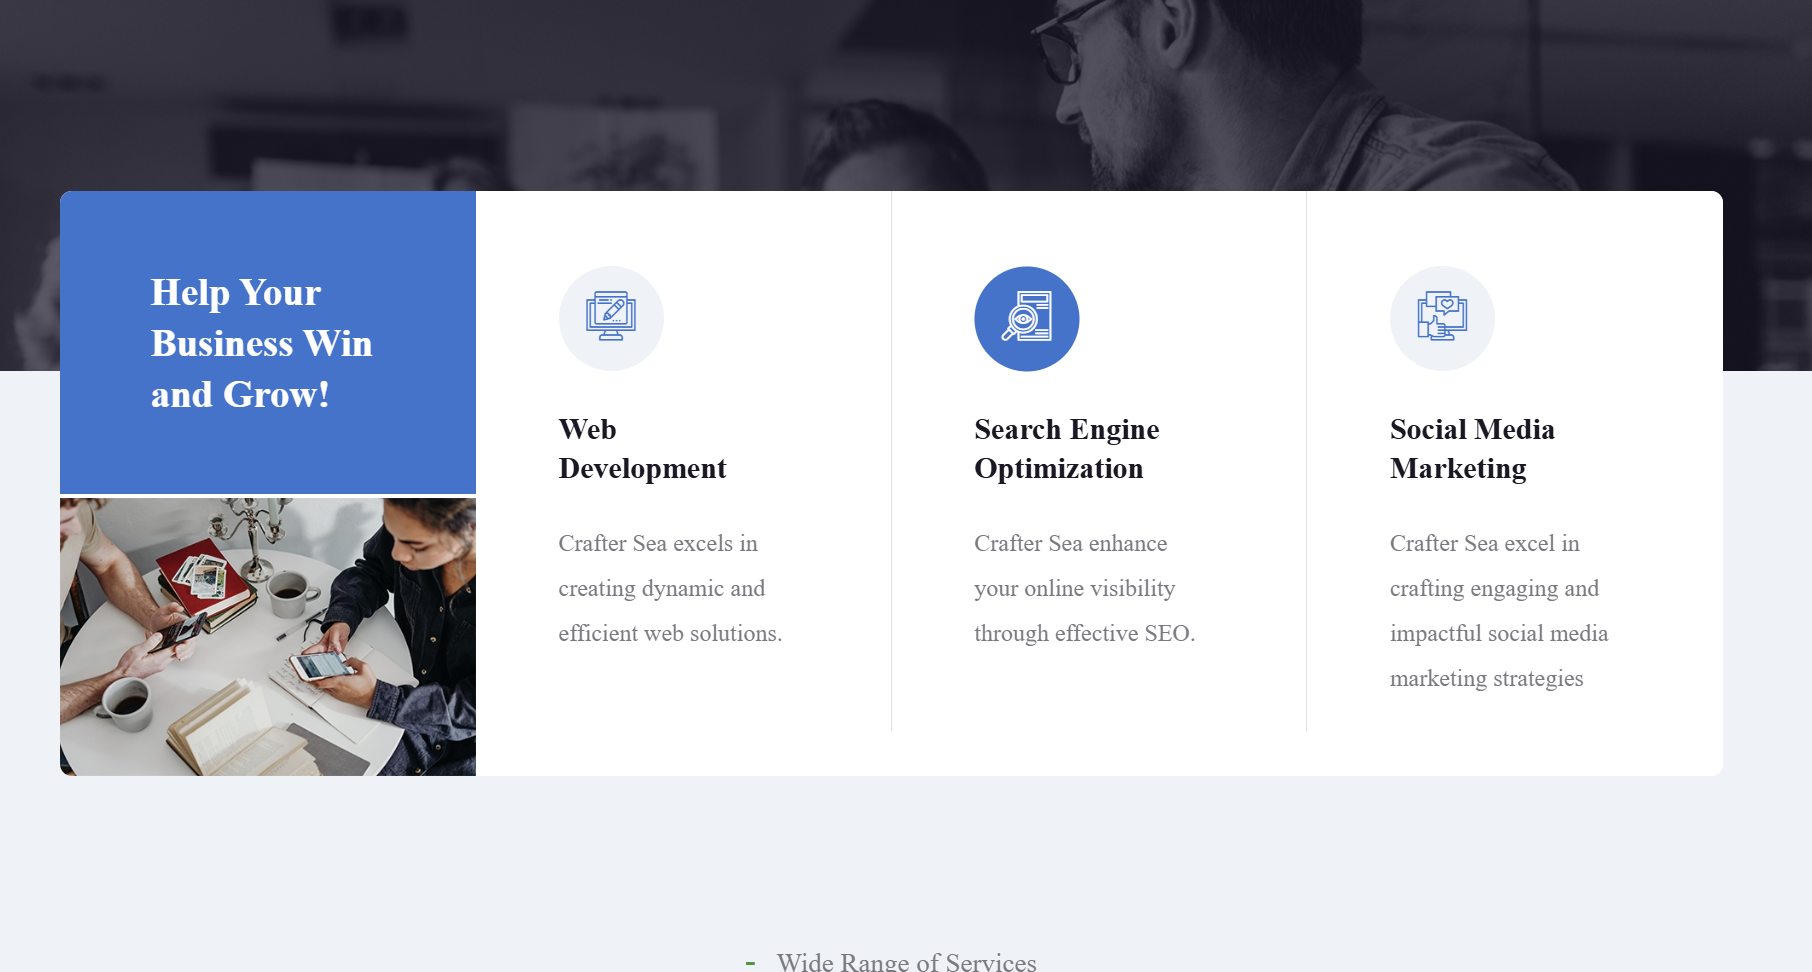 Help Your
Business Win
and Grow!
Web
Development
Crafter Sea excels in
creating dynamic and
efficient web solutions.
Search Engine
Optimization
Crafter Sea enhance
your online visibility
through effective SEO.
Social Media
Marketing
Crafter Sea excel in
crafting engaging and
impactful social media
marketing strategies
- Wide Range of Services